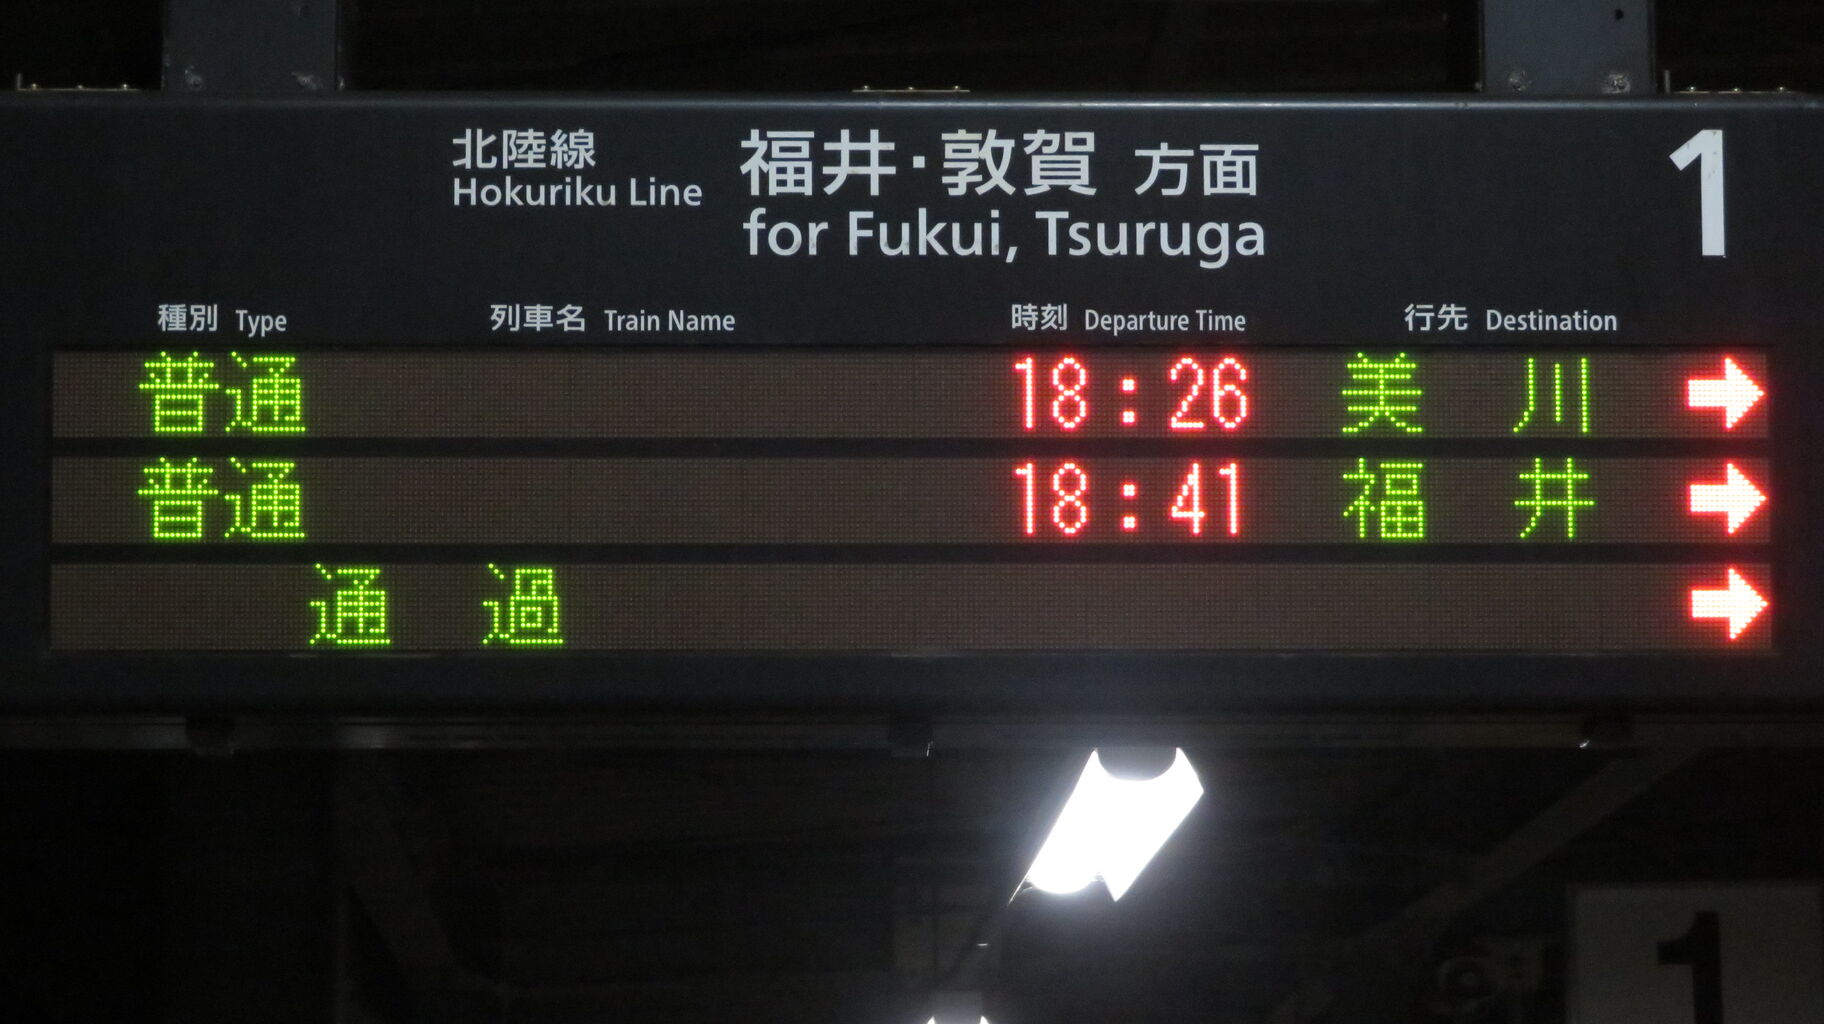 北陸線 福井・敦賀 方面 1
Hokuriku Line for Fukui, Tsuruga
種別 Type 列車名 Train Name 時刻 Departure Time 行先 Destination
普通 18:26 美川 ➡
普通 18:41 福井 ➡
通過 ➡
1